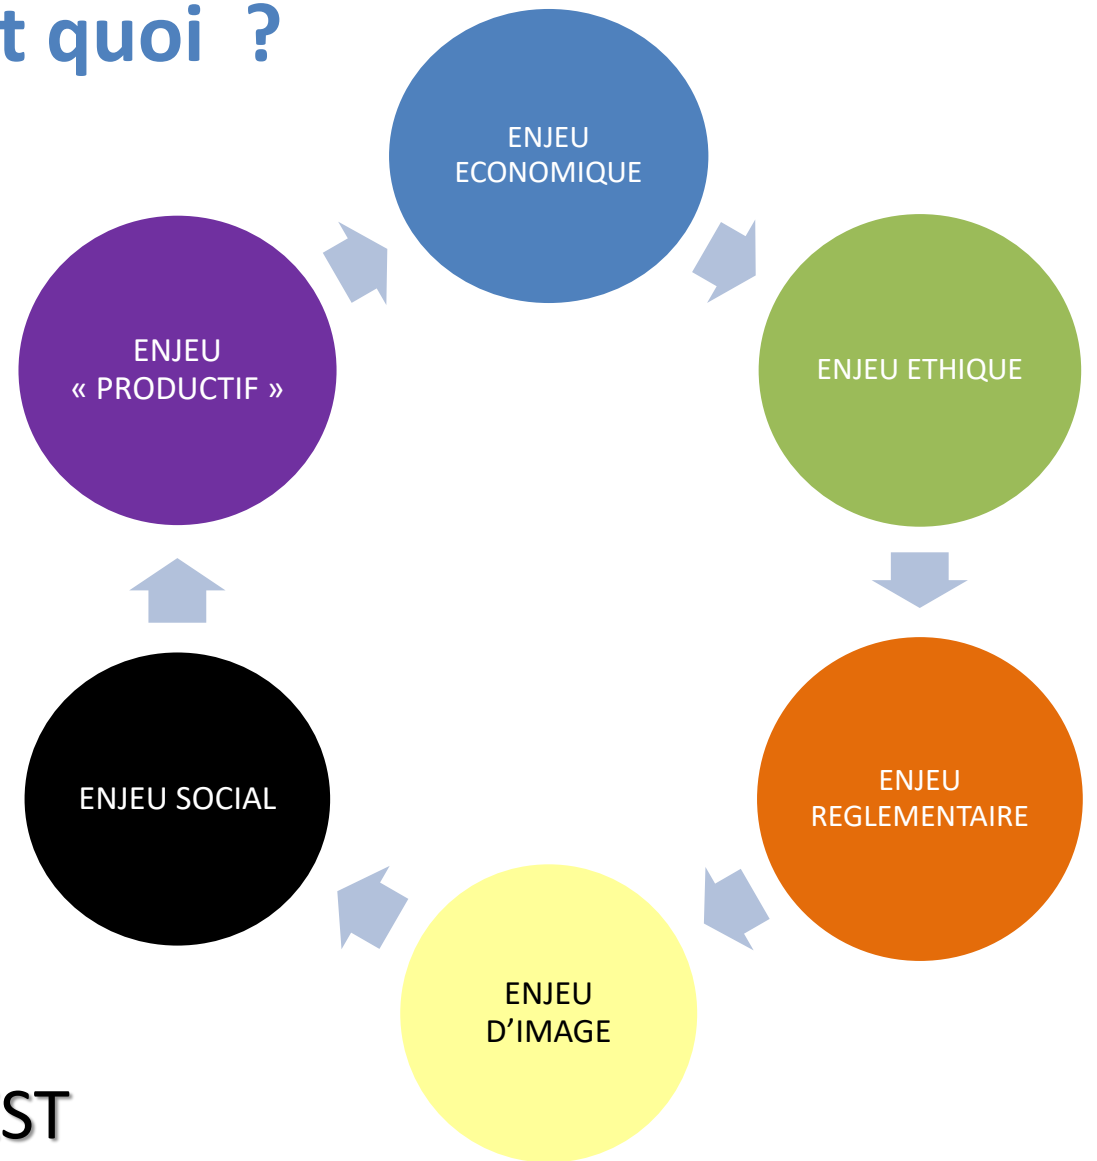 t quoi ?
ENJEU
ECONOMIQUE
ENJEU ETHIQUE
ENJEU
REGLEMENTAIRE
ENJEU
D’IMAGE
ENJEU SOCIAL
ENJEU
« PRODUCTIF »
ST